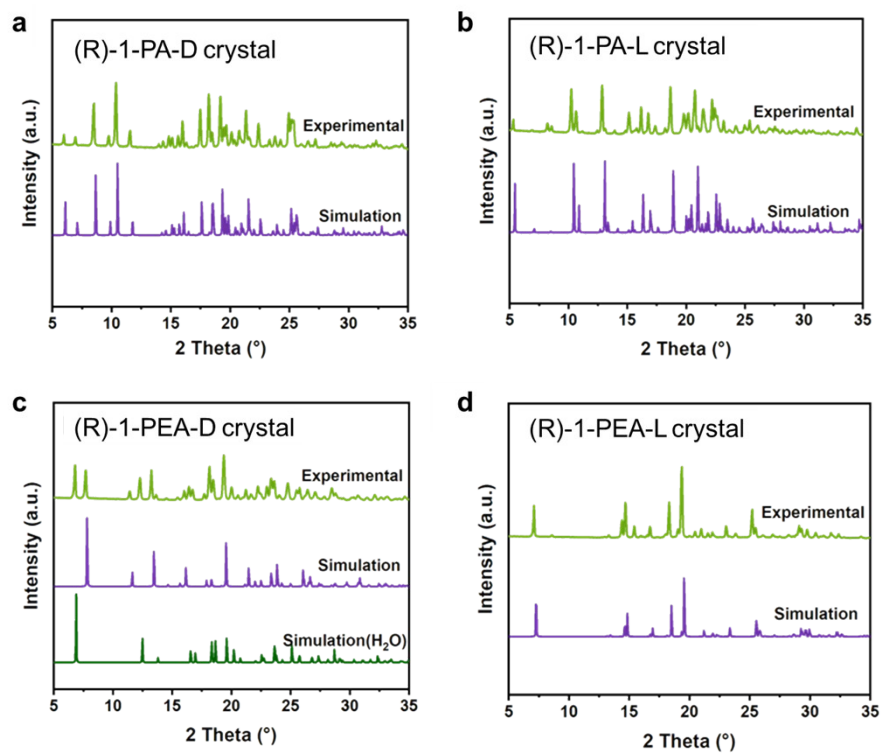 a
(R)-1-PA-D crystal
Experimental
Simulation
Intensity (a.u.)
5 10 15 20 25 30 35
2 Theta (°)
b
(R)-1-PA-L crystal
Experimental
Simulation
Intensity (a.u.)
5 10 15 20 25 30 35
2 Theta (°)
c
(R)-1-PEA-D crystal
Experimental
Simulation
Simulation(H₂O)
Intensity (a.u.)
5 10 15 20 25 30 35
2 Theta (°)
d
(R)-1-PEA-L crystal
Experimental
Simulation
Intensity (a.u.)
5 10 15 20 25 30 35
2 Theta (°)